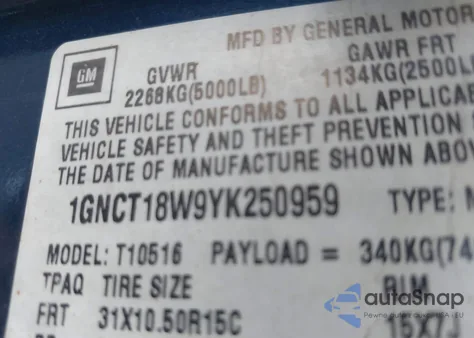 MFD BY GENERAL MOTOR
GM
GVWR
GAWR FRT
2268KG(5000LB)
1134KG(2500L
THIS VEHICLE CONFORMS TO ALL APPLICA
VEHICLE SAFETY AND THEFT PREVENTION
THE DATE OF MANUFACTURE SHOWN ABO
1GNCT18W9YK250959
TYPE:
MODEL: T10516 PAYLOAD = 340KG(74
TPAQ TIRE SIZE RIM
FRT 31X10.50R15C 15X7J
autoSnap